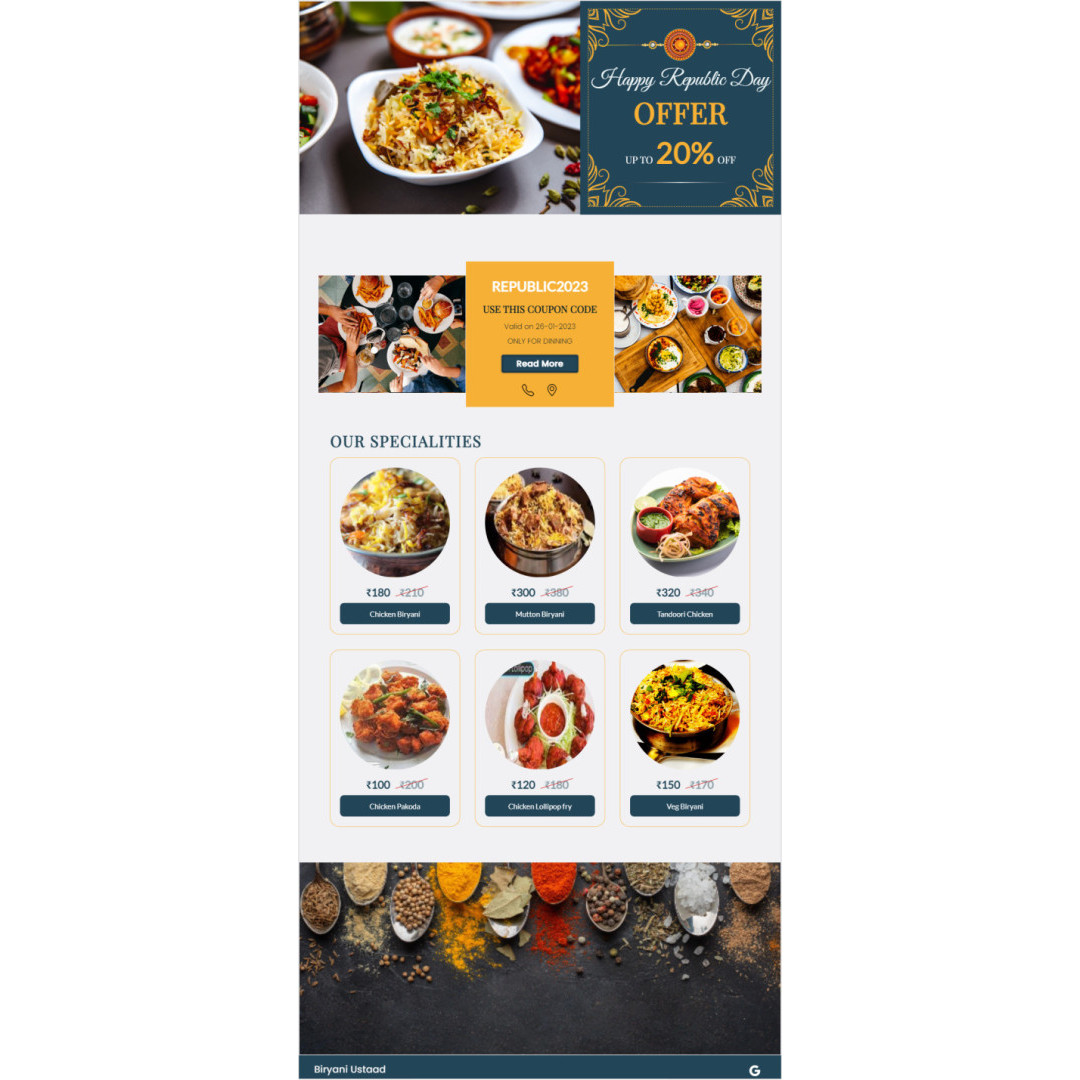 Happy Republic Day
OFFER
UP TO 20% OFF
REPUBLIC2023
USE THIS COUPON CODE
Valid on 26-01-2023
ONLY FOR DINNING
Read More
OUR SPECIALITIES
₹180 ₹210
Chicken Biryani
₹300 ₹380
Mutton Biryani
₹320 ₹340
Tandoori Chicken
₹100 ₹200
Chicken Pakoda
lollipop
₹120 ₹180
Chicken Lollipop fry
₹150 ₹170
Veg Biryani
Biryani Ustaad
G